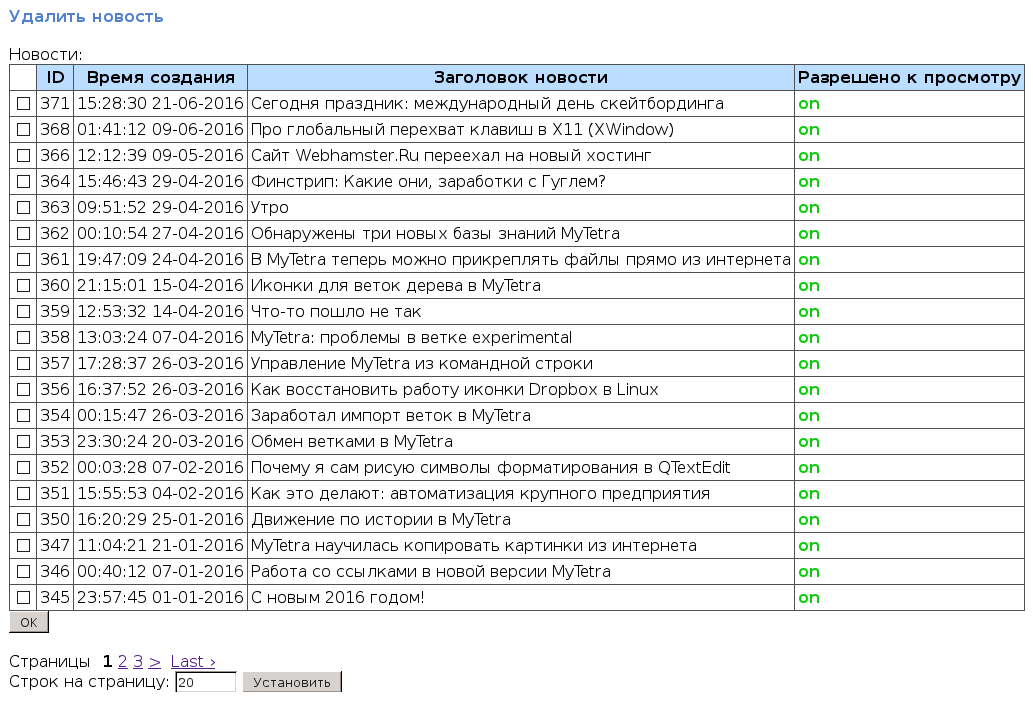 Удалить новость
Новости:
ID Время создания Заголовок новости Разрешено к просмотру
371 15:28:30 21-06-2016 Сегодня праздник: международный день скейтбординга on
368 01:41:12 09-06-2016 Про глобальный перехват клавиш в X11 (XWindow) on
366 12:12:39 09-05-2016 Сайт Webhamster.Ru переехал на новый хостинг on
364 15:46:43 29-04-2016 Финстрип: Какие они, заработки с Гуглем? on
363 09:51:52 29-04-2016 Утро on
362 00:10:54 27-04-2016 Обнаружены три новых базы знаний MyTetra on
361 19:47:09 24-04-2016 В MyTetra теперь можно прикреплять файлы прямо из интернета on
360 21:15:01 15-04-2016 Иконки для веток дерева в MyTetra on
359 12:53:32 14-04-2016 Что-то пошло не так on
358 13:03:24 07-04-2016 MyTetra: проблемы в ветке experimental on
357 17:28:37 26-03-2016 Управление MyTetra из командной строки on
356 16:37:52 26-03-2016 Как восстановить работу иконки Dropbox в Linux on
354 00:15:47 26-03-2016 Заработал импорт веток в MyTetra on
353 23:30:24 20-03-2016 Обмен ветками в MyTetra on
352 00:03:28 07-02-2016 Почему я сам рисую символы форматирования в QTextEdit on
351 15:55:53 04-02-2016 Как это делают: автоматизация крупного предприятия on
350 16:20:29 25-01-2016 Движение по истории в MyTetra on
347 11:04:21 21-01-2016 MyTetra научилась копировать картинки из интернета on
346 00:40:12 07-01-2016 Работа со ссылками в новой версии MyTetra on
345 23:57:45 01-01-2016 С новым 2016 годом! on
ОК
Страницы 1 2 3 > Last ›
Строк на страницу: 20 Установить